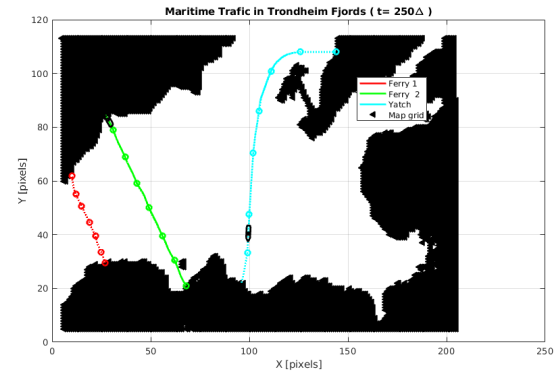 Maritime Trafic in Trondheim Fjords ( t= 250Δ )
120
100
80
60
40
20
0
Y [pixels]
Ferry 1
Ferry 2
Yatch
Map grid
0 50 100 150 200 250
X [pixels]